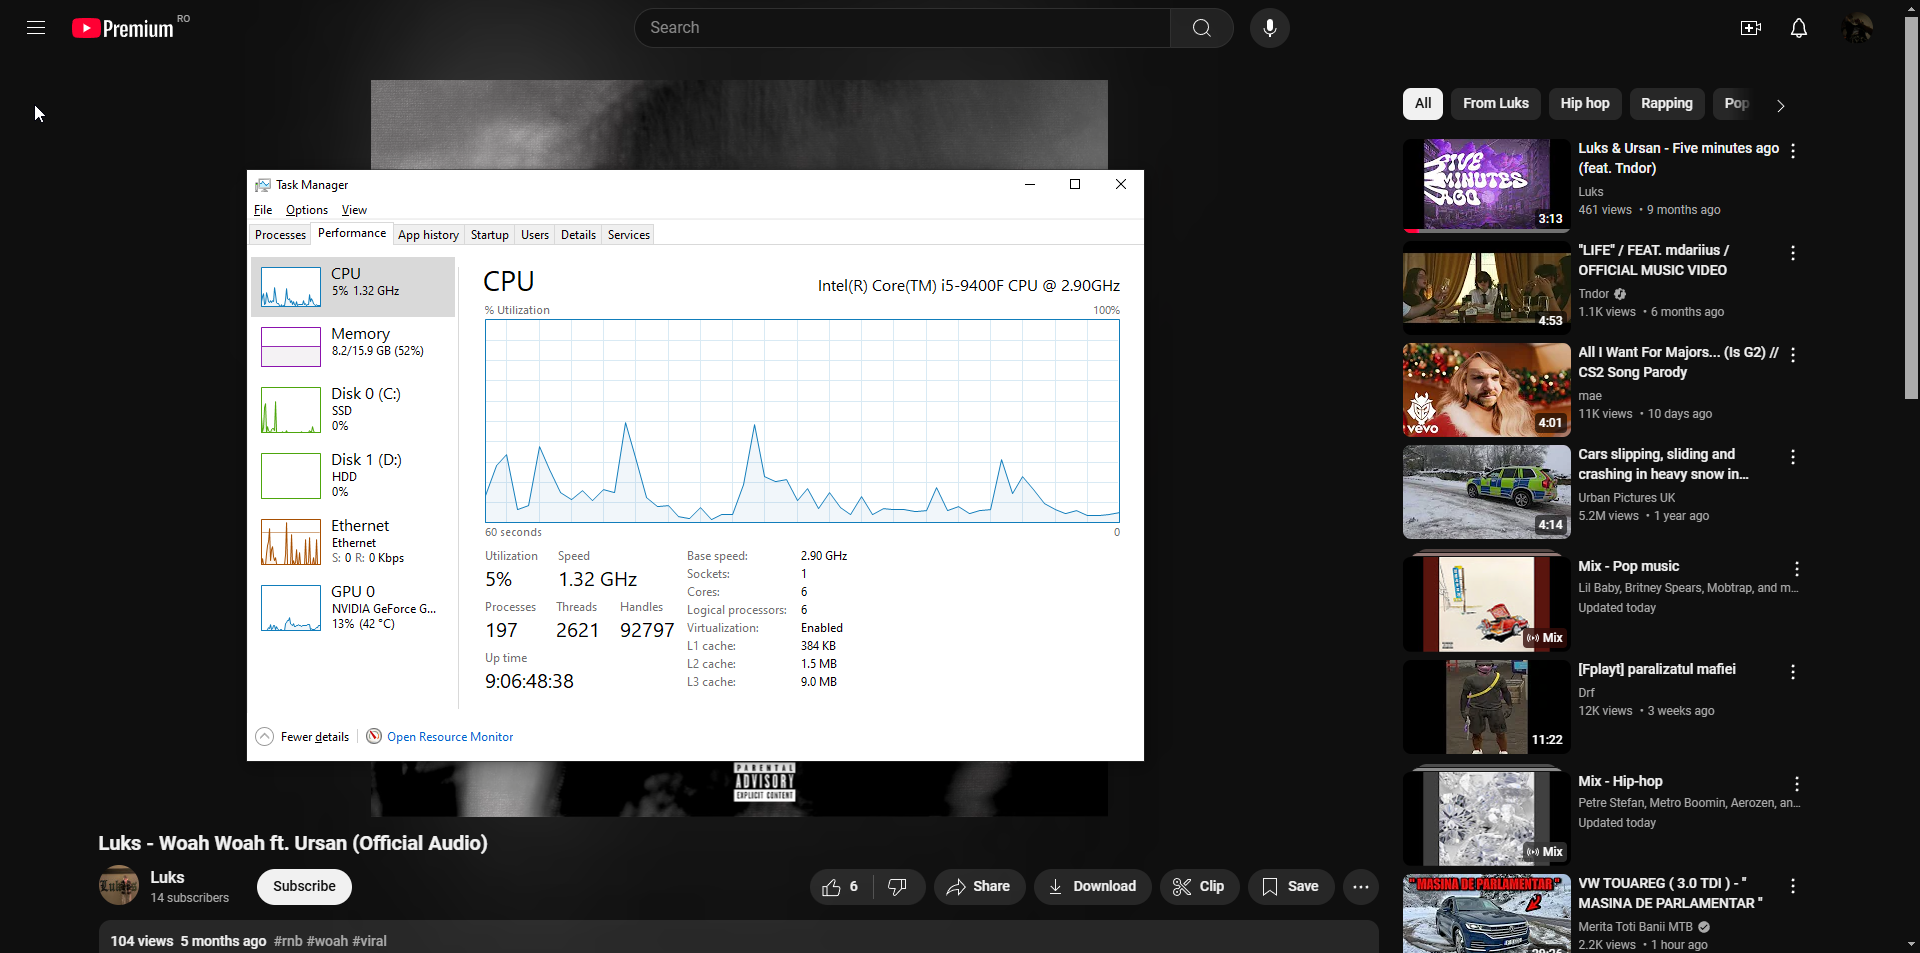 Premium RO
Search
All
From Luks
Hip hop
Rapping
Pop
Task Manager
File Options View
Processes Performance App history Startup Users Details Services
CPU
5% 1.32 GHz
Memory
8.2/15.9 GB (52%)
Disk 0 (C:)
SSD
0%
Disk 1 (D:)
HDD
0%
Ethernet
Ethernet
S: 0 R: 0 Kbps
GPU 0
NVIDIA GeForce G...
13% (42 °C)
CPU
Intel(R) Core(TM) i5-9400F CPU @ 2.90GHz
% Utilization
100%
60 seconds
0
Utilization Speed
5% 1.32 GHz
Processes Threads Handles
197 2621 92797
Up time
9:06:48:38
Base speed: 2.90 GHz
Sockets: 1
Cores: 6
Logical processors: 6
Virtualization: Enabled
L1 cache: 384 KB
L2 cache: 1.5 MB
L3 cache: 9.0 MB
Fewer details
Open Resource Monitor
PARENTAL
ADVISORY
EXPLICIT CONTENT
Luks - Woah Woah ft. Ursan (Official Audio)
Luks
14 subscribers
Subscribe
6
Share
Download
Clip
Save
104 views 5 months ago #rnb #woah #viral
FIVE
MINUTES
AGO
3:13
Luks & Ursan - Five minutes ago
(feat. Tndor)
Luks
461 views • 9 months ago
4:53
"LIFE" / FEAT. mdariius /
OFFICIAL MUSIC VIDEO
Tndor
1.1K views • 6 months ago
vevo
4:01
All I Want For Majors... (Is G2) //
CS2 Song Parody
mae
11K views • 10 days ago
4:14
Cars slipping, sliding and
crashing in heavy snow in...
Urban Pictures UK
5.2M views • 1 year ago
Mix
Mix - Pop music
Lil Baby, Britney Spears, Mobtrap, and m...
Updated today
11:22
[Fplayt] paralizatul mafiei
Drf
12K views • 3 weeks ago
Mix
Mix - Hip-hop
Petre Stefan, Metro Boomin, Aerozen, an...
Updated today
"MASINA DE PARLAMENTAR"
VW TOUAREG ( 3.0 TDI ) - "
MASINA DE PARLAMENTAR "
Merita Toti Banii MTB
2.2K views • 1 hour ago